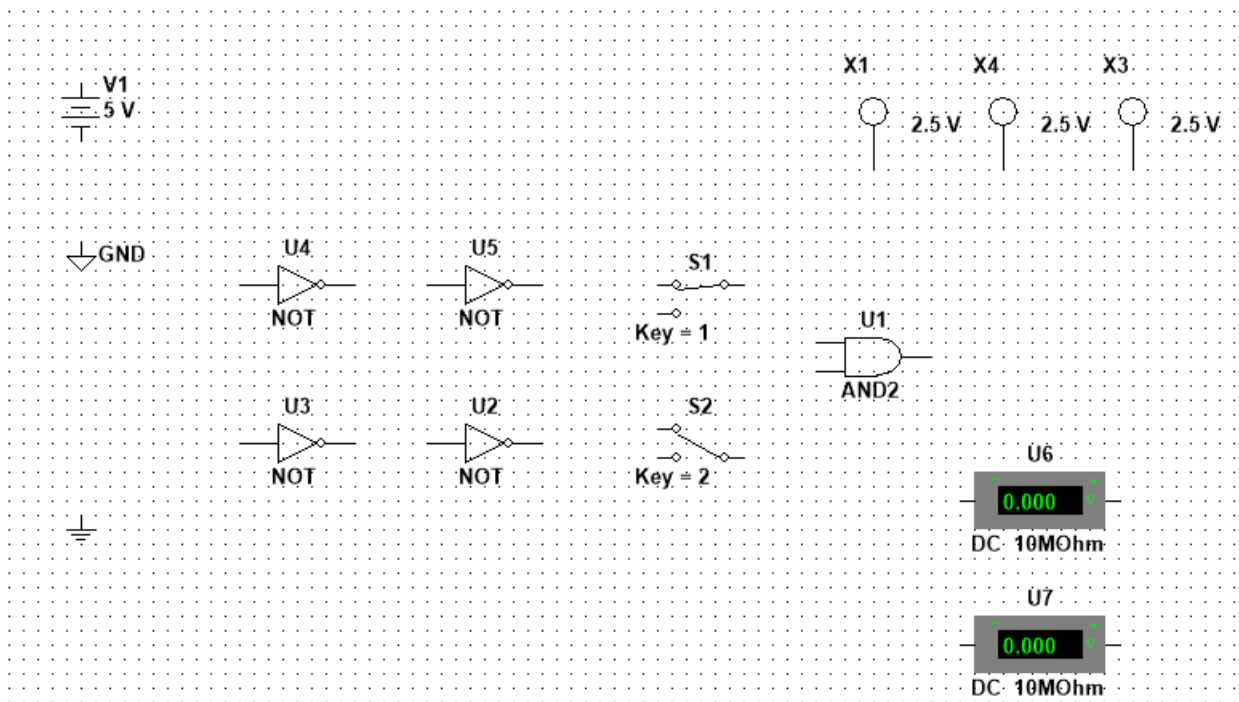 X1 X4 X3
V1
5 V
2.5 V 2.5 V 2.5 V
GND
U4 U5 S1
NOT NOT
Key = 1
U1
AND2
U3 U2 S2
NOT NOT Key = 2
U6
- +
0.000 V
DC 10MOhm
U7
- +
0.000 V
DC 10MOhm